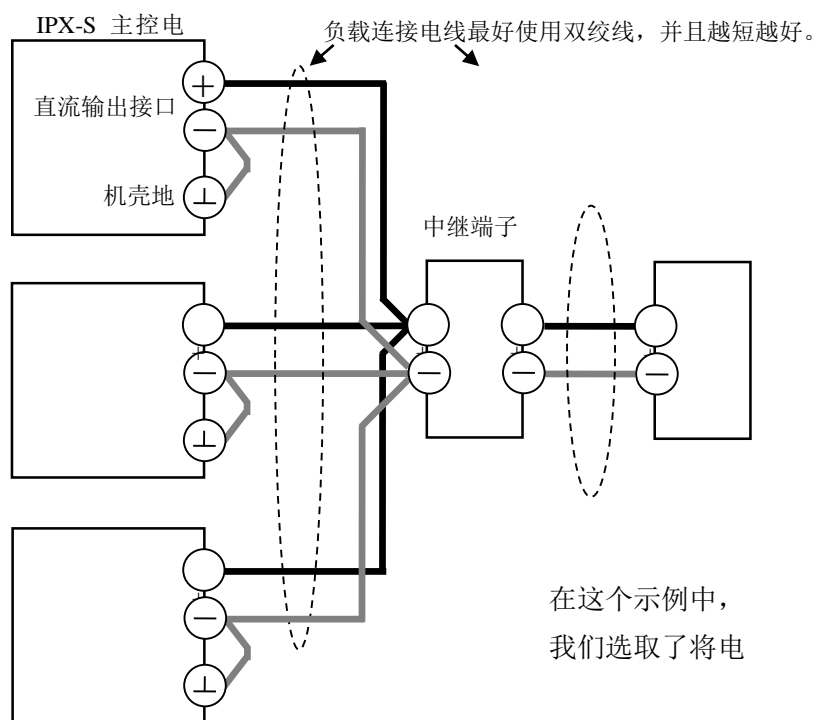 IPX-S 主控电
负载连接电线最好使用双绞线，并且越短越好。
+
直流输出接口
—
机壳地
⊥
中继端子
+
—
⊥
+
—
+
—
+
—
+
—
⊥
在这个示例中，
我们选取了将电